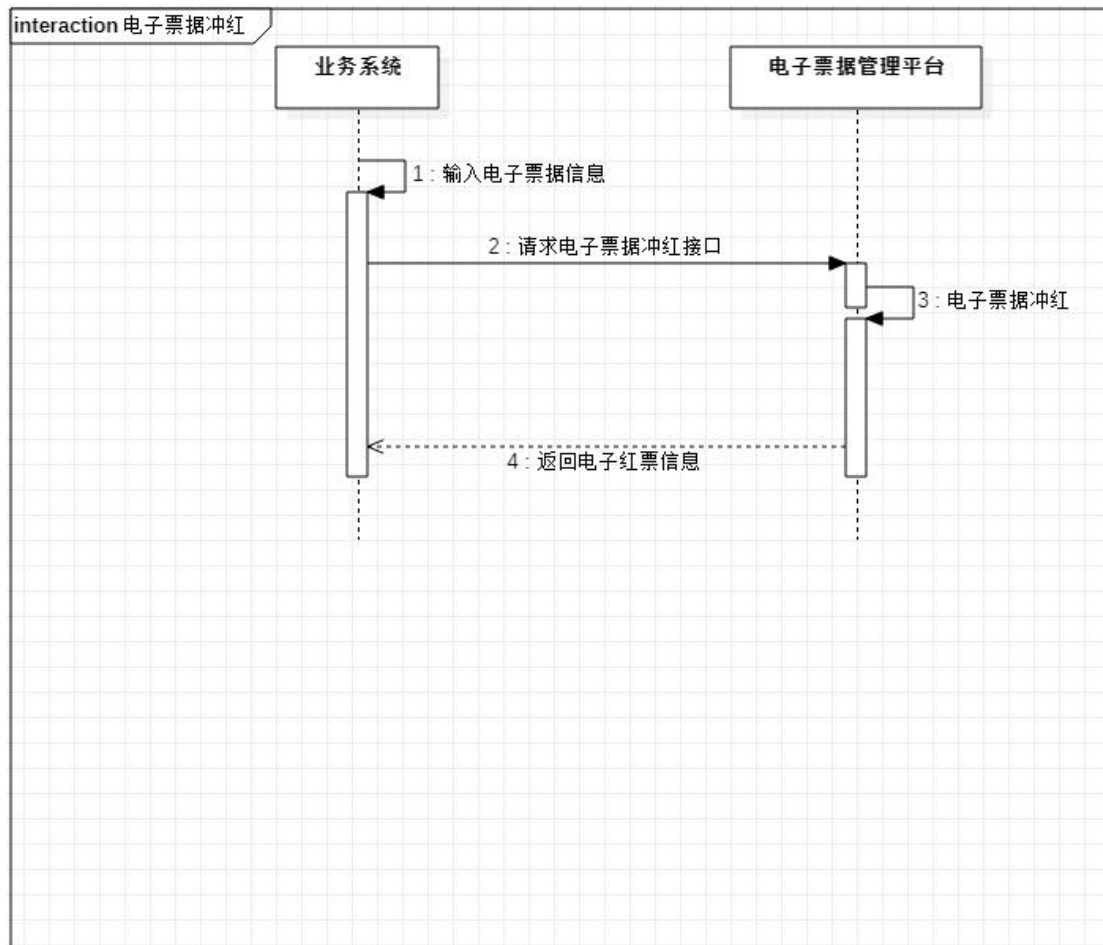 interaction 电子票据冲红
业务系统
电子票据管理平台
1 : 输入电子票据信息
2 : 请求电子票据冲红接口
3 : 电子票据冲红
4 : 返回电子红票信息